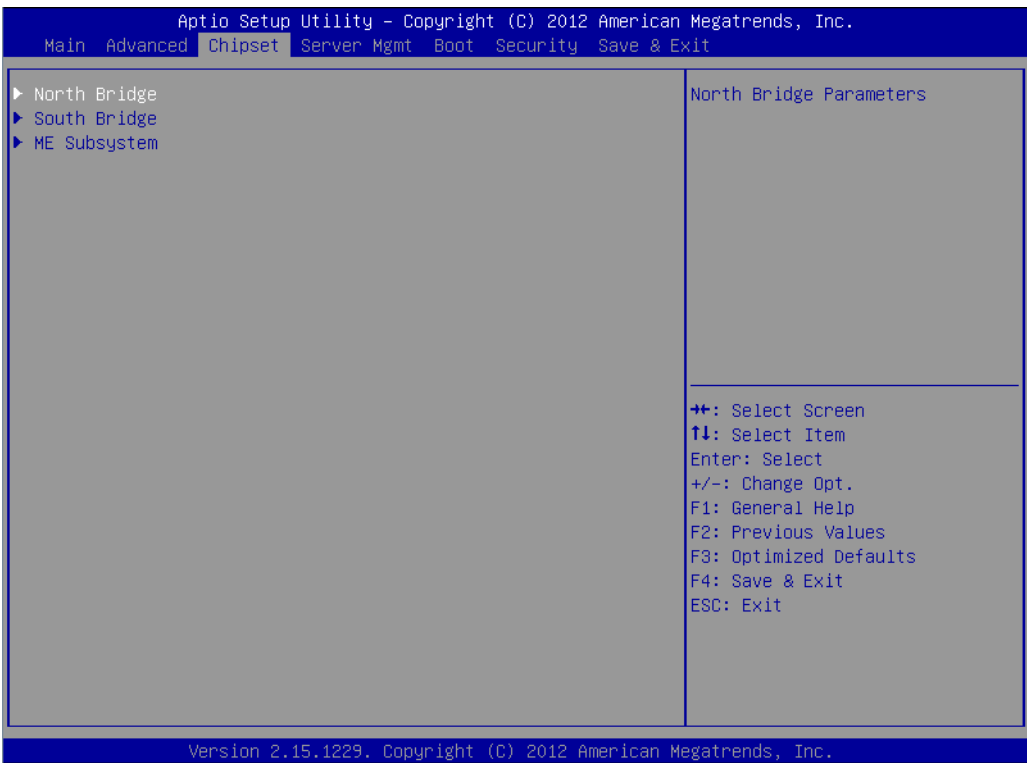 Aptio Setup Utility – Copyright (C) 2012 American Megatrends, Inc.
Main Advanced Chipset Server Mgmt Boot Security Save & Exit
▶ North Bridge
▶ South Bridge
▶ ME Subsystem
North Bridge Parameters
→←: Select Screen
↑↓: Select Item
Enter: Select
+/-: Change Opt.
F1: General Help
F2: Previous Values
F3: Optimized Defaults
F4: Save & Exit
ESC: Exit
Version 2.15.1229. Copyright (C) 2012 American Megatrends, Inc.